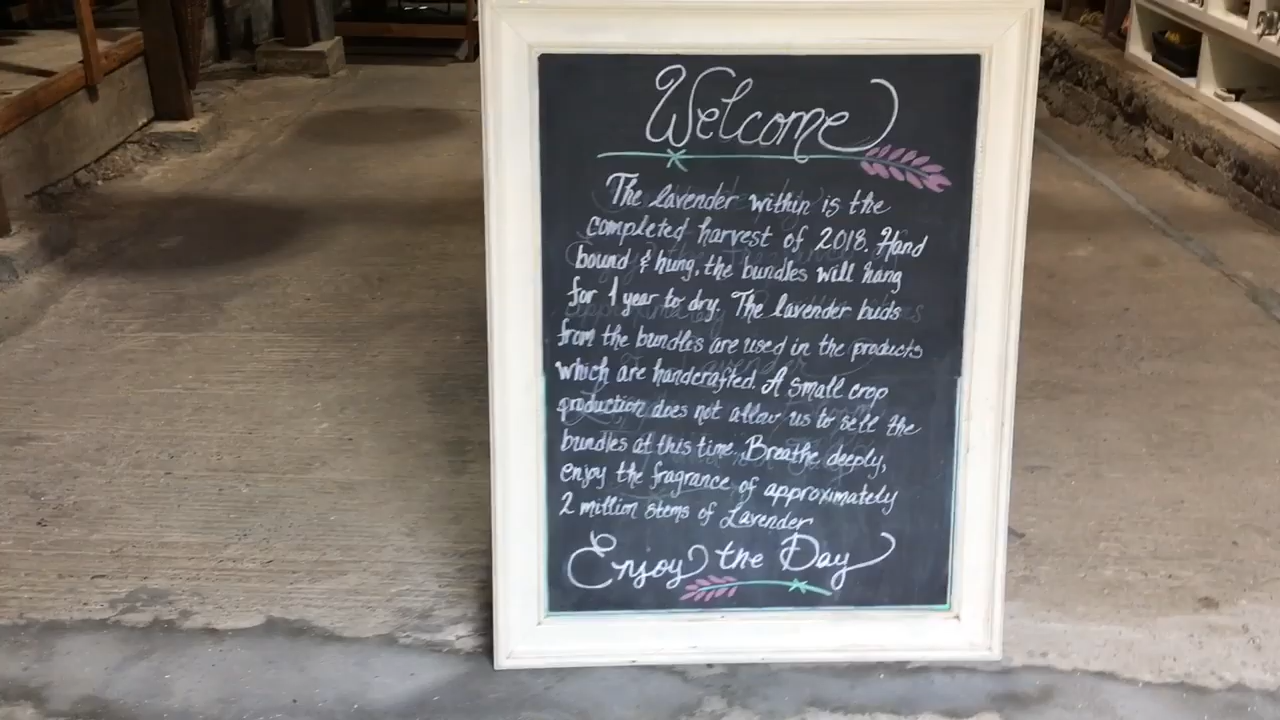 Welcome
The lavender within is the
completed harvest of 2018. Hand
bound & hung, the bundles will hang
for 1 year to dry. The lavender buds
from the bundles are used in the products
which are handcrafted. A small crop
production does not allow us to sell the
bundles at this time. Breathe deeply,
enjoy the fragrance of approximately
2 million stems of Lavender
Enjoy the Day